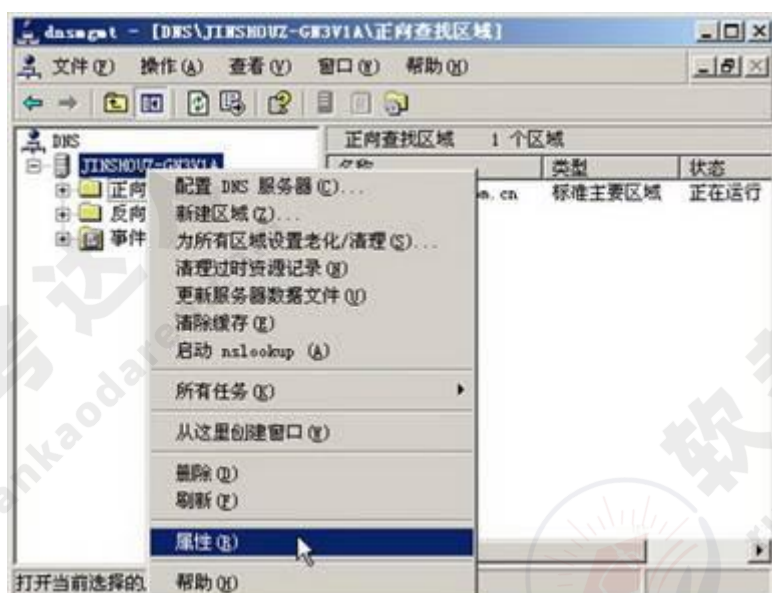 dnsmgmt - [DNS\JINSHOUZ-GN3V1A\正向查找区域]
文件(F) 操作(A) 查看(V) 窗口(W) 帮助(H)
DNS
正向查找区域 1 个区域
JINSHOUZ-GN3V1A
名称 类型 状态
正向
配置 DNS 服务器(C)...
om.cn 标准主要区域 正在运行
反向
新建区域(Z)...
事件
为所有区域设置老化/清理(S)...
清理过时资源记录(N)
更新服务器数据文件(U)
清除缓存(E)
启动 nslookup (A)
所有任务(K)
从这里创建窗口(W)
删除(D)
刷新(F)
属性(R)
打开当前选择的
帮助(H)